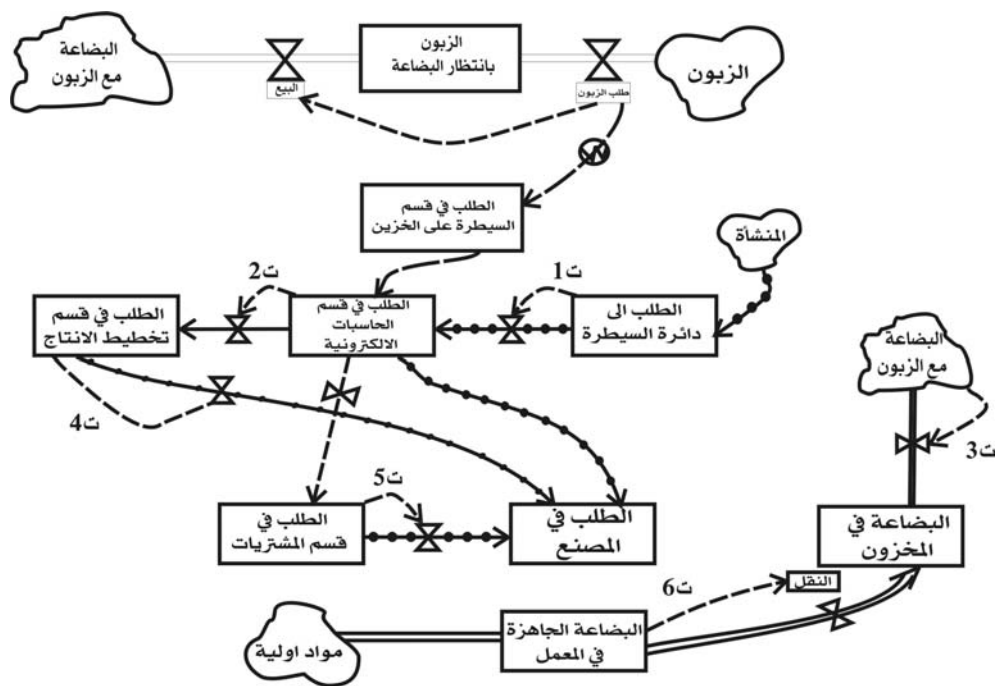 الزبون
طلب الزبون
الزبون
بانتظار البضاعة
البيع
البضاعة
مع الزبون
الطلب في قسم
السيطرة على الخزين
المنشأة
الطلب الى
دائرة السيطرة
ت1
الطلب في قسم
الحاسبات
الالكترونية
ت2
الطلب في قسم
تخطيط الانتاج
ت4
البضاعة
مع الزبون
ت3
ت5
الطلب في
قسم المشتريات
الطلب في
المصنع
البضاعة في
المخزون
النقل
ت6
البضاعة الجاهزة
في المعمل
مواد اولية